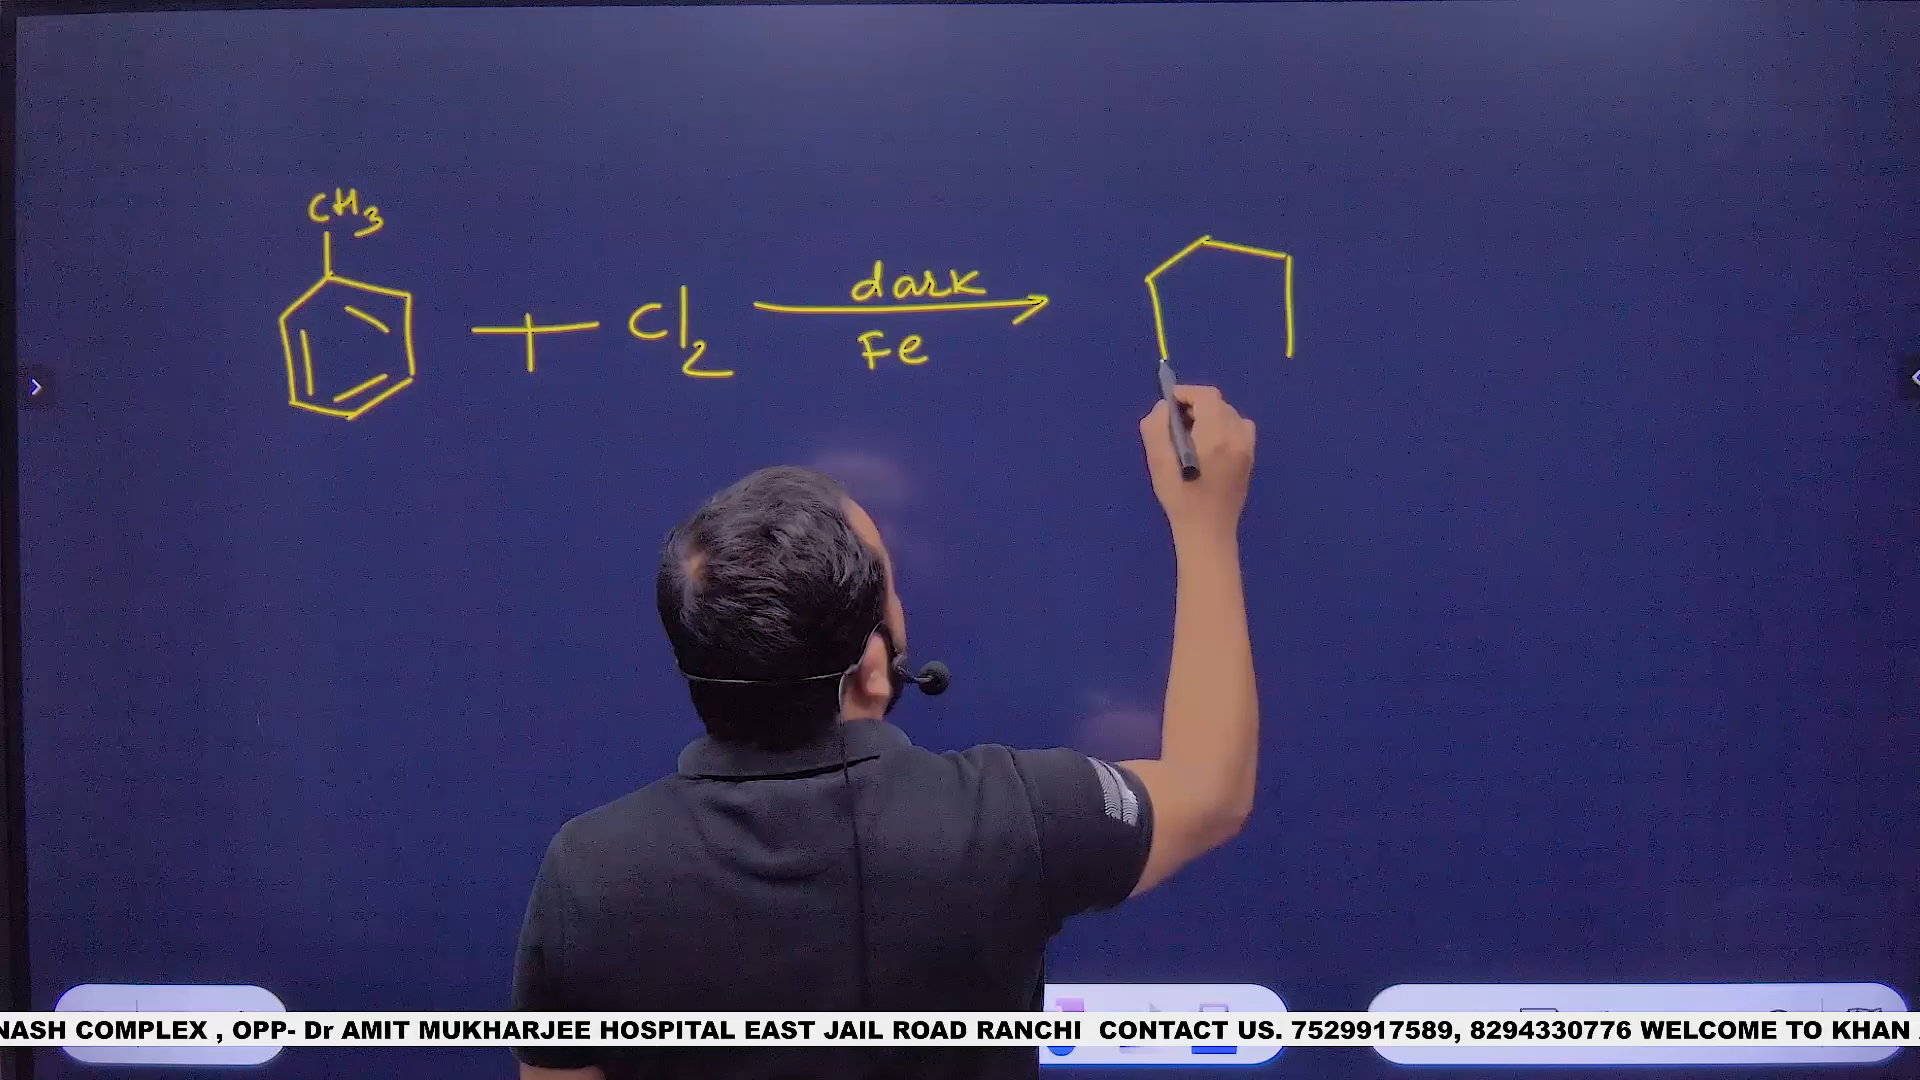 CH3
+ Cl2
dark
Fe
NASH COMPLEX , OPP- Dr AMIT MUKHARJEE HOSPITAL EAST JAIL ROAD RANCHI CONTACT US. 7529917589, 8294330776 WELCOME TO KHAN